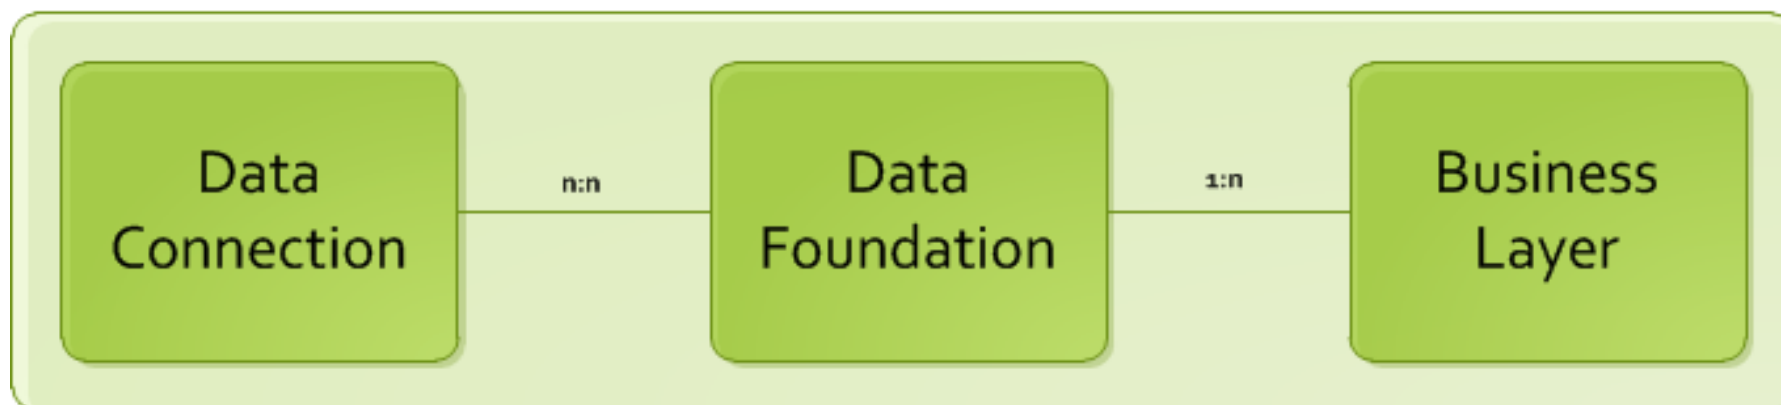 Data
Connection
n:n
Data
Foundation
1:n
Business
Layer